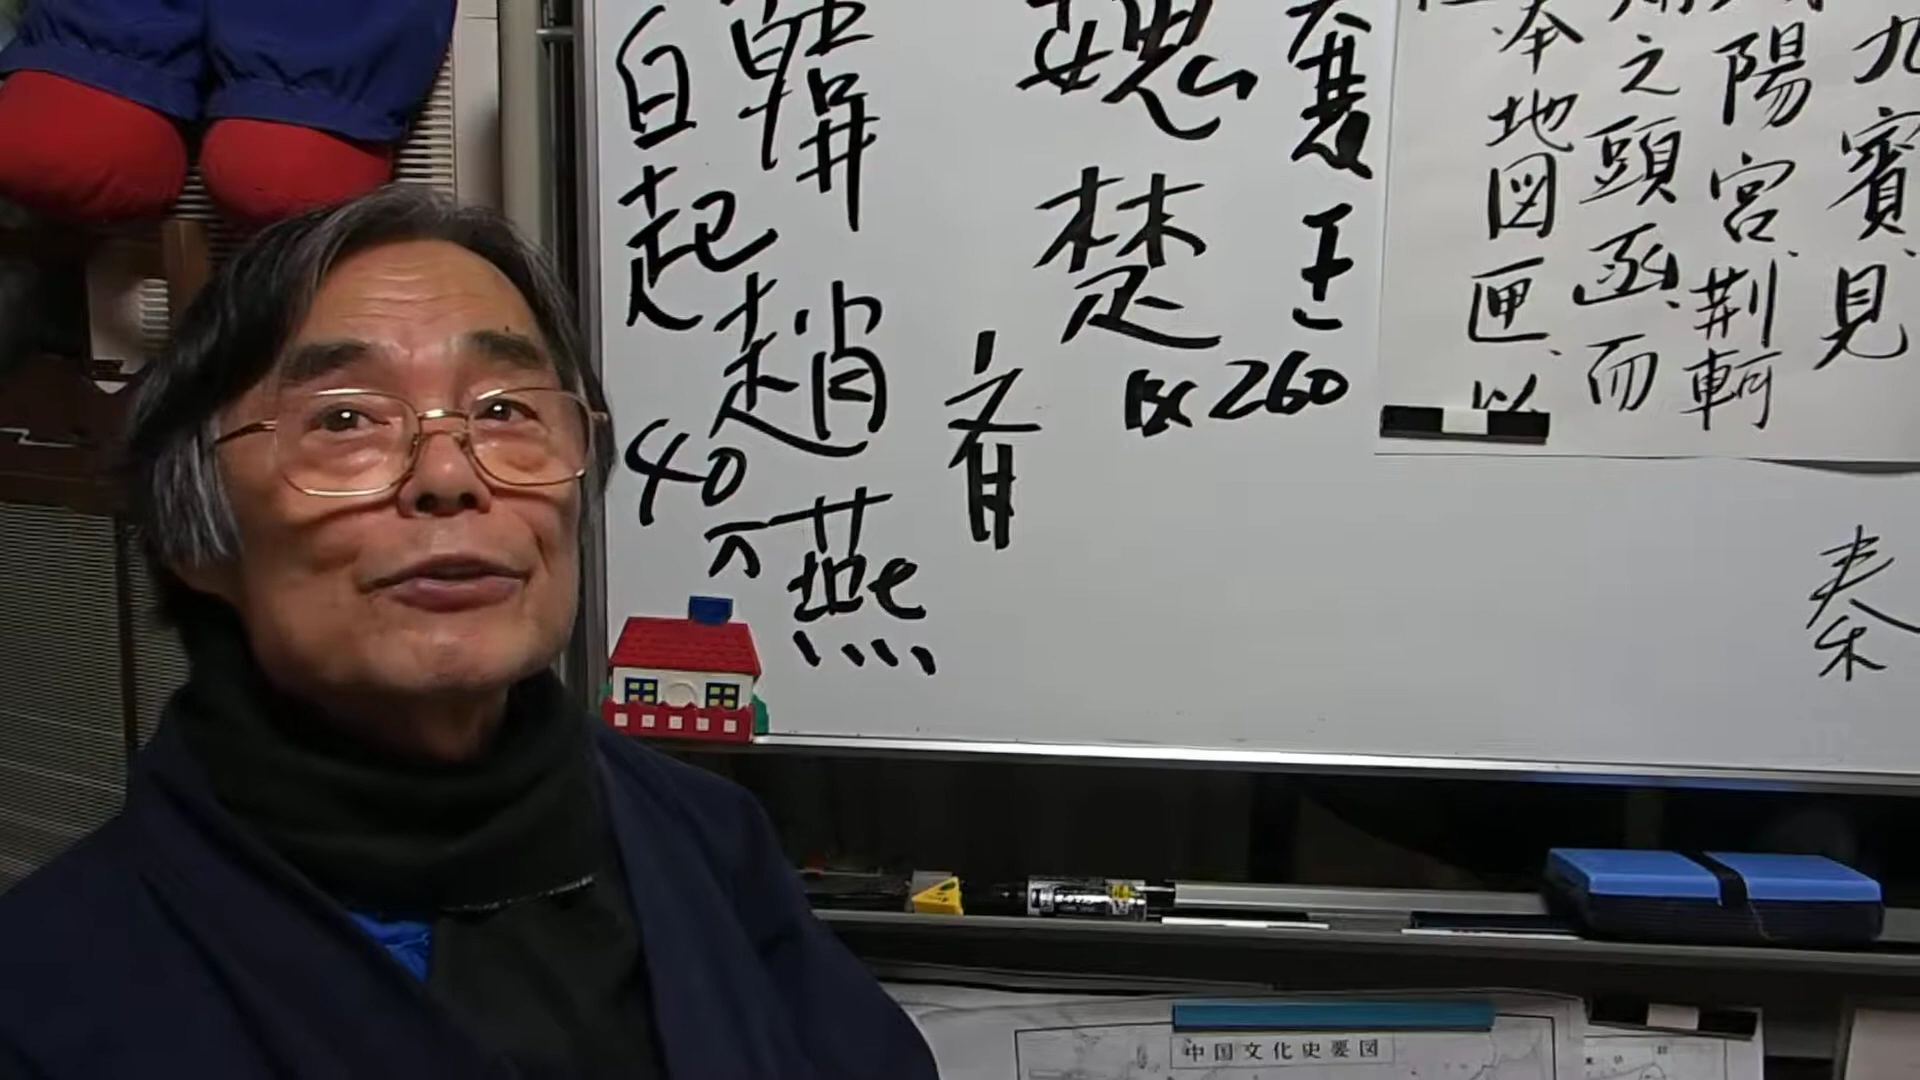 九賓、見
陽宮、荆軻
之頭函、而
本地図匣、以
襄王
魏
楚
BC260
斉
韓
趙
燕
白起
40万
秦
中国文化史要図